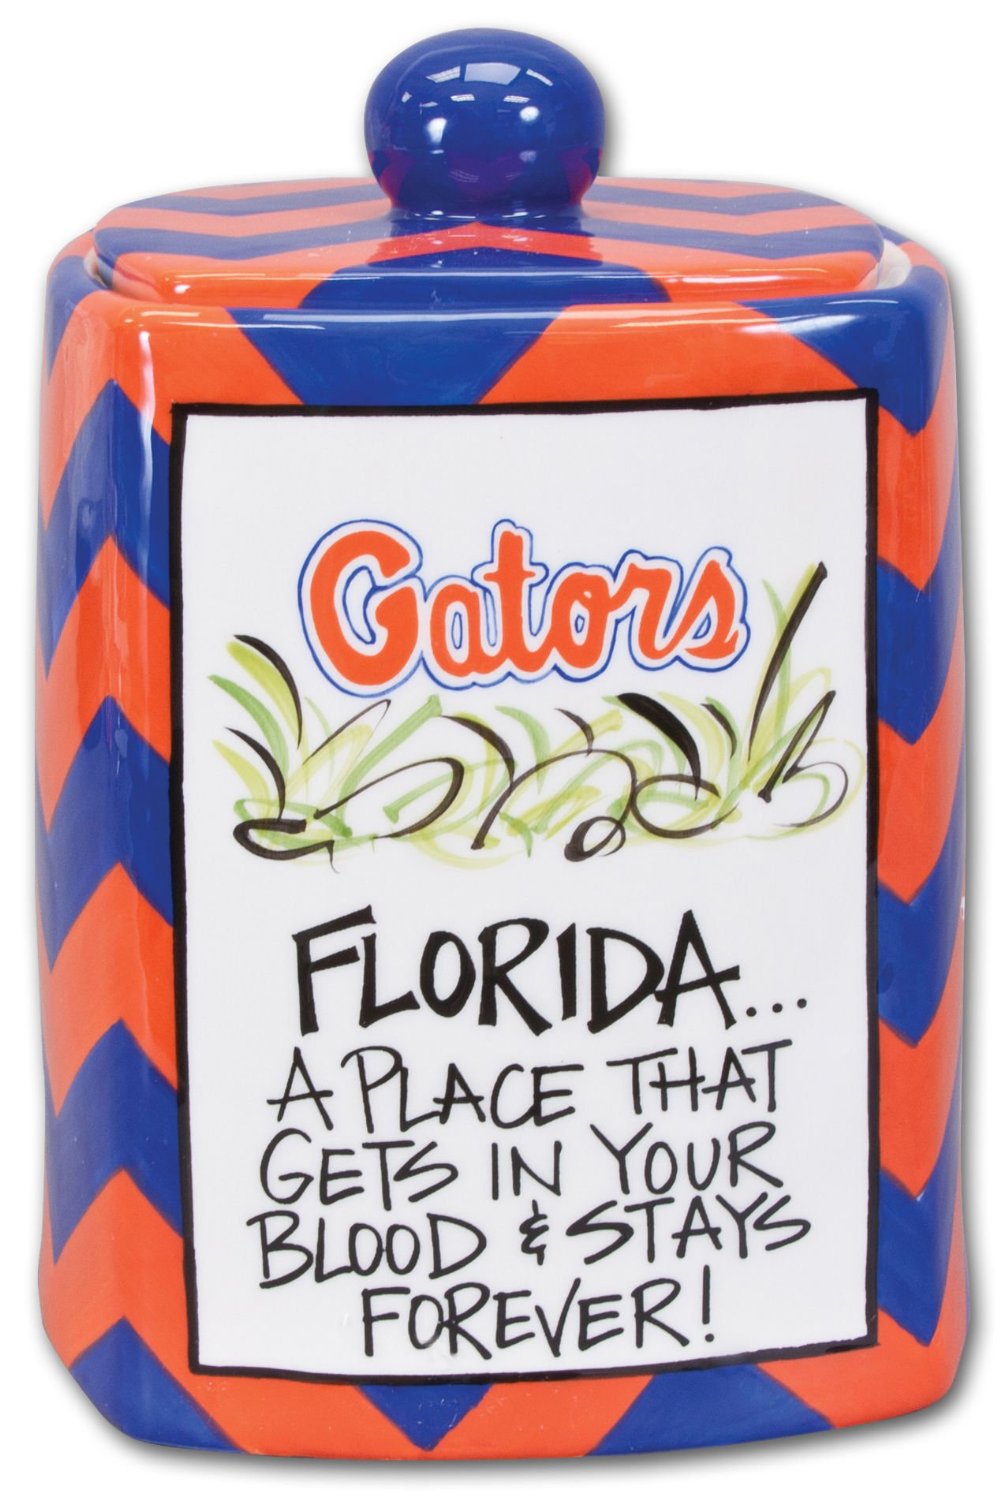 Gators
FLORIDA...
A PLACE THAT
GETS IN YOUR
BLOOD & STAYS
FOREVER!